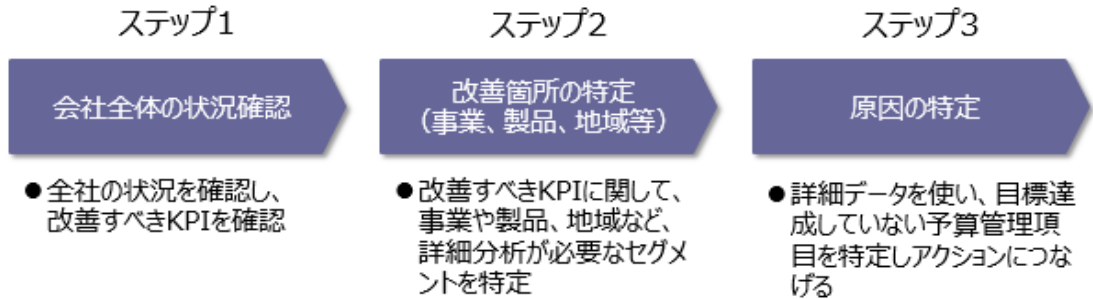 ステップ1
会社全体の状況確認
●全社の状況を確認し、
改善すべきKPIを確認
ステップ2
改善箇所の特定
（事業、製品、地域等）
●改善すべきKPIに関して、
事業や製品、地域など、
詳細分析が必要なセグメ
ントを特定
ステップ3
原因の特定
●詳細データを使い、目標達
成していない予算管理項
目を特定しアクションにつな
げる